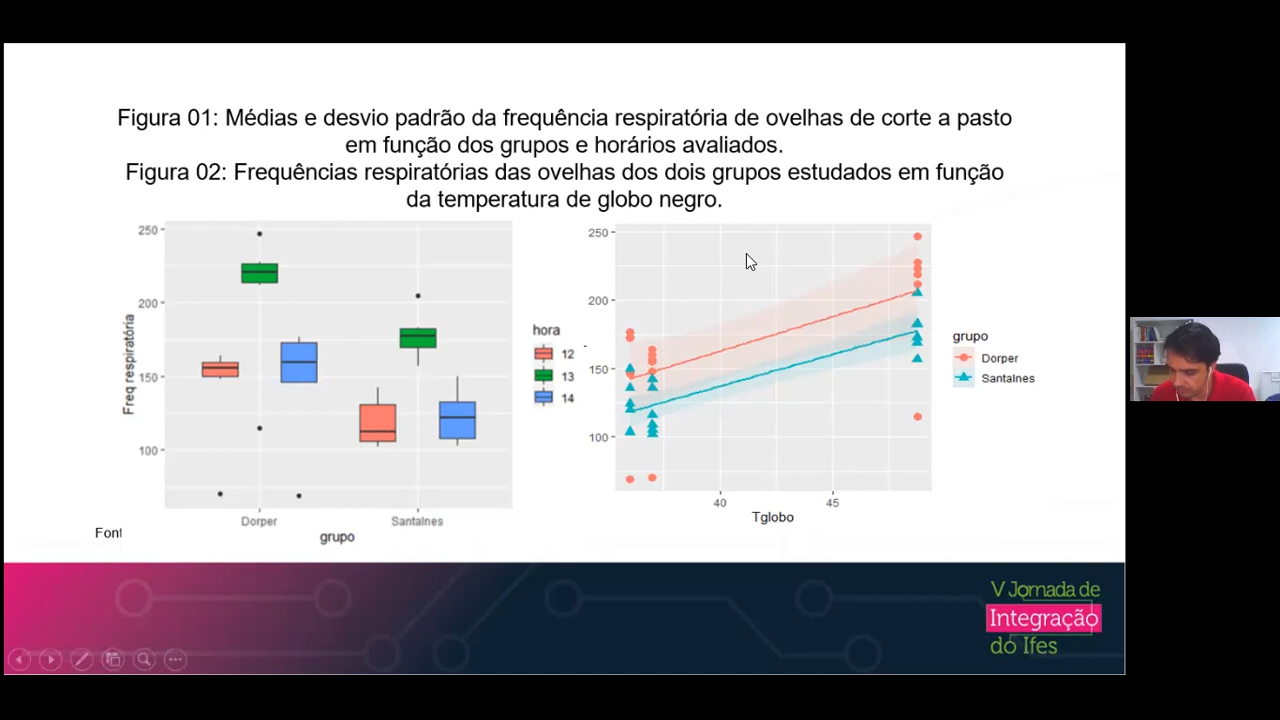 Figura 01: Médias e desvio padrão da frequência respiratória de ovelhas de corte a pasto
em função dos grupos e horários avaliados.
Figura 02: Frequências respiratórias das ovelhas dos dois grupos estudados em função
da temperatura de globo negro.
250
200
150
100
Freq respiratória
Dorper
SantaInes
grupo
hora
12
13
14
250
200
150
100
40
45
Tglobo
grupo
Dorper
SantaInes
Font
V Jornada de
Integração
do Ifes